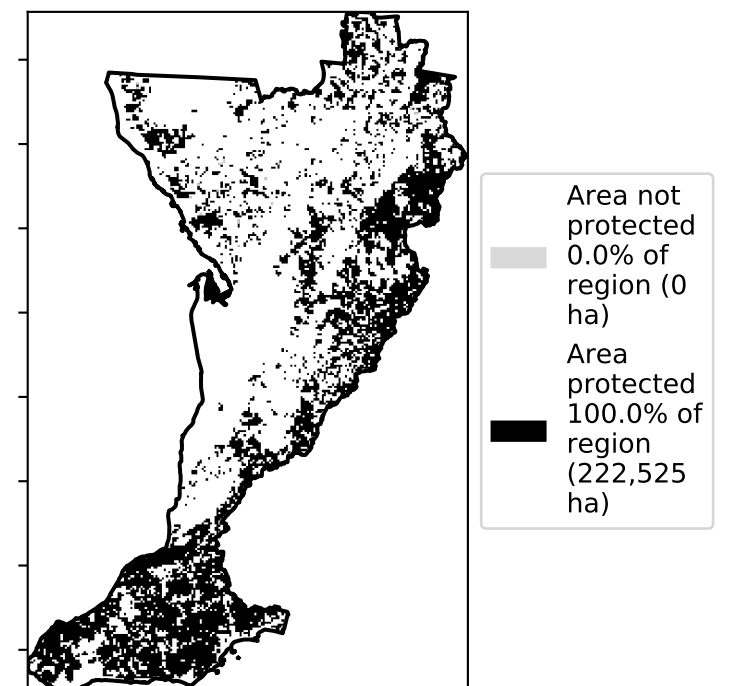 Area not
protected
0.0% of
region (0
ha)
Area
protected
100.0% of
region
(222,525
ha)